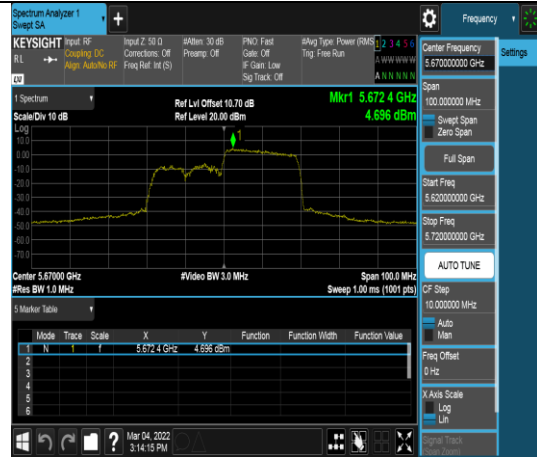 Spectrum Analyzer 1
Swept SA
Frequency
KEYSIGHT
Input: RF
Input Z: 50 Ω
#Atten: 30 dB
PNO: Fast
#Avg Type: Power (RMS
1 2 3 4 5 6
RL
Coupling: DC
Corrections: Off
Preamp: Off
Gate: Off
Trig: Free Run
A WWWWW
Align: Auto/No RF
Freq Ref: Int (S)
IF Gain: Low
Sig Track: Off
A N N N N N
LXI
1 Spectrum
Scale/Div 10 dB
Ref Lvl Offset 10.70 dB
Ref Level 20.00 dBm
Mkr1 5.672 4 GHz
4.696 dBm
Log
10.0
0.00
-10.0
-20.0
-30.0
-40.0
-50.0
-60.0
-70.0
1
Center 5.67000 GHz
#Video BW 3.0 MHz
Span 100.0 MHz
#Res BW 1.0 MHz
Sweep 1.00 ms (1001 pts)
5 Marker Table
Mode Trace Scale X Y Function Function Width Function Value
1 N 1 f 5.672 4 GHz 4.696 dBm
2
3
4
5
6
Mar 04, 2022
3:14:15 PM
Center Frequency
5.670000000 GHz
Settings
Span
100.000000 MHz
Swept Span
Zero Span
Full Span
Start Freq
5.620000000 GHz
Stop Freq
5.720000000 GHz
AUTO TUNE
CF Step
10.000000 MHz
Auto
Man
Freq Offset
0 Hz
X Axis Scale
Log
Lin
Signal Track
(Span Zoom)